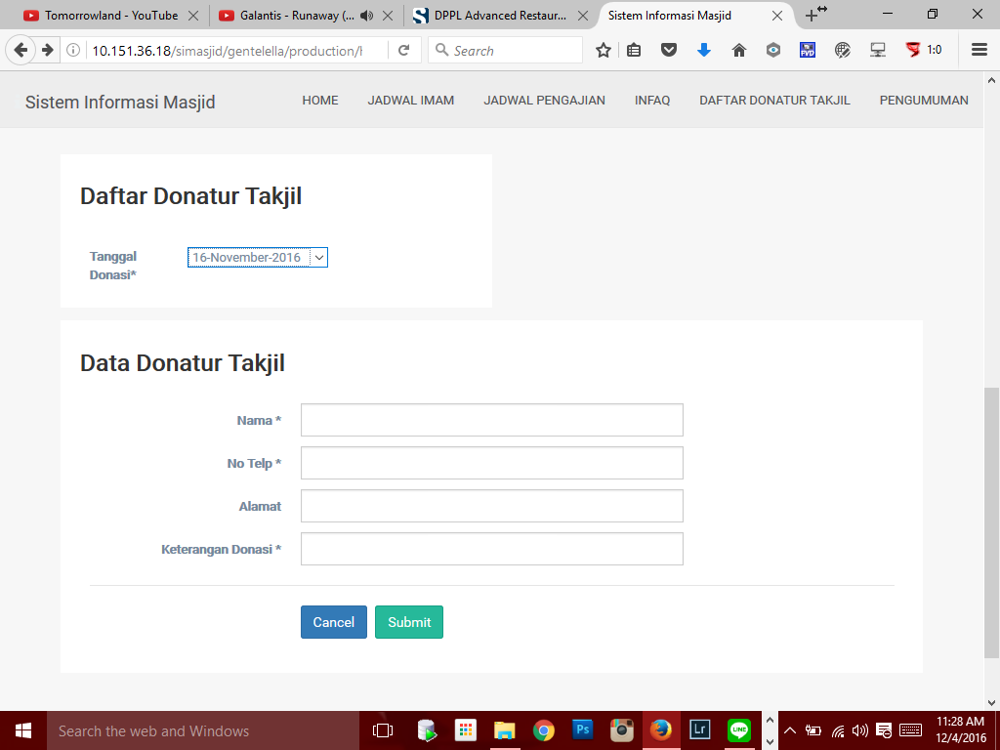 Tomorrowland - YouTube
Galantis - Runaway (...
DPPL Advanced Restaur...
Sistem Informasi Masjid
10.151.36.18/simasjid/gentelella/production/h
Search
1:0
Sistem Informasi Masjid
HOME
JADWAL IMAM
JADWAL PENGAJIAN
INFAQ
DAFTAR DONATUR TAKJIL
PENGUMUMAN
Daftar Donatur Takjil
Tanggal
Donasi*
16-November-2016
Data Donatur Takjil
Nama *
No Telp *
Alamat
Keterangan Donasi *
Cancel
Submit
Search the web and Windows
Ps
Lr
LINE
11:28 AM
12/4/2016